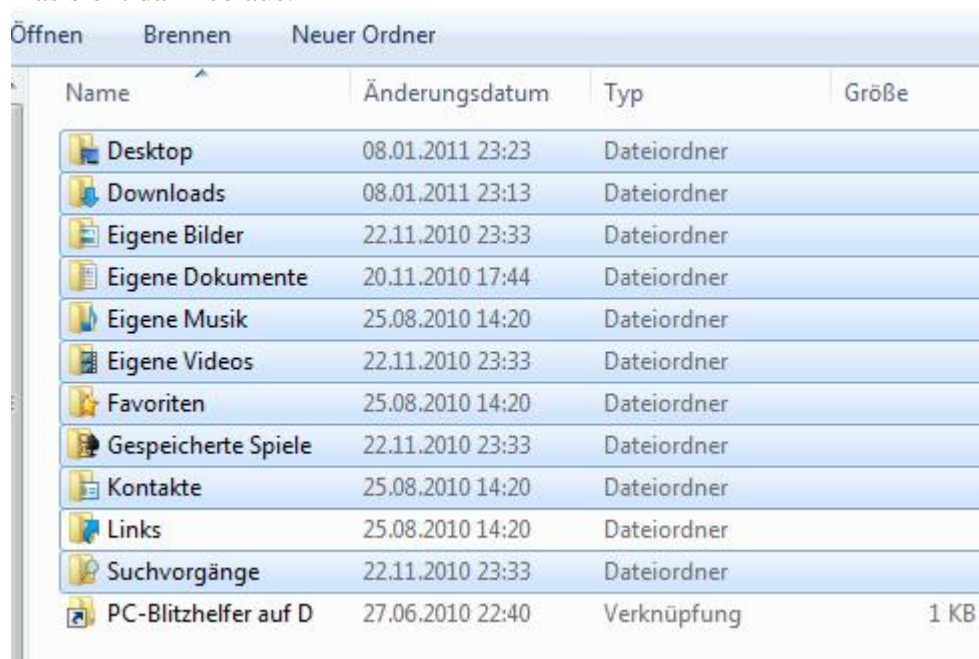 Öffnen Brennen Neuer Ordner
Name Änderungsdatum Typ Größe
Desktop 08.01.2011 23:23 Dateiordner
Downloads 08.01.2011 23:13 Dateiordner
Eigene Bilder 22.11.2010 23:33 Dateiordner
Eigene Dokumente 20.11.2010 17:44 Dateiordner
Eigene Musik 25.08.2010 14:20 Dateiordner
Eigene Videos 22.11.2010 23:33 Dateiordner
Favoriten 25.08.2010 14:20 Dateiordner
Gespeicherte Spiele 22.11.2010 23:33 Dateiordner
Kontakte 25.08.2010 14:20 Dateiordner
Links 25.08.2010 14:20 Dateiordner
Suchvorgänge 22.11.2010 23:33 Dateiordner
PC-Blitzhelfer auf D 27.06.2010 22:40 Verknüpfung 1 KB